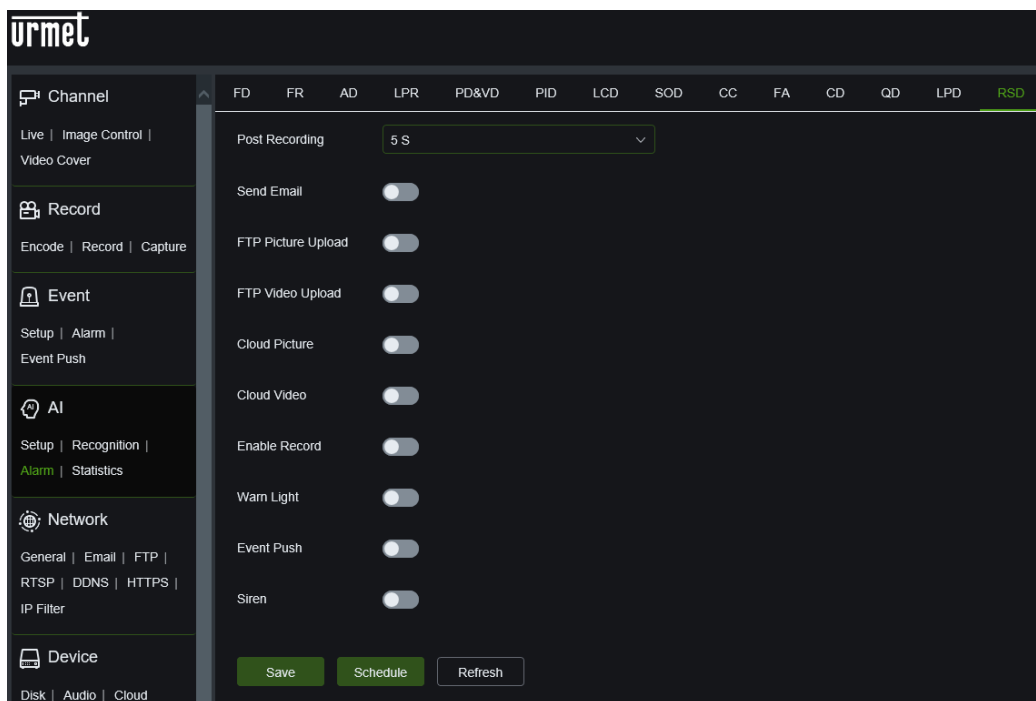 urmet
Channel
Live | Image Control |
Video Cover
Record
Encode | Record | Capture
Event
Setup | Alarm |
Event Push
AI
Setup | Recognition |
Alarm | Statistics
Network
General | Email | FTP |
RTSP | DDNS | HTTPS |
IP Filter
Device
Disk | Audio | Cloud
FD FR AD LPR PD&VD PID LCD SOD CC FA CD QD LPD RSD
Post Recording 5 S
Send Email
FTP Picture Upload
FTP Video Upload
Cloud Picture
Cloud Video
Enable Record
Warn Light
Event Push
Siren
Save Schedule Refresh